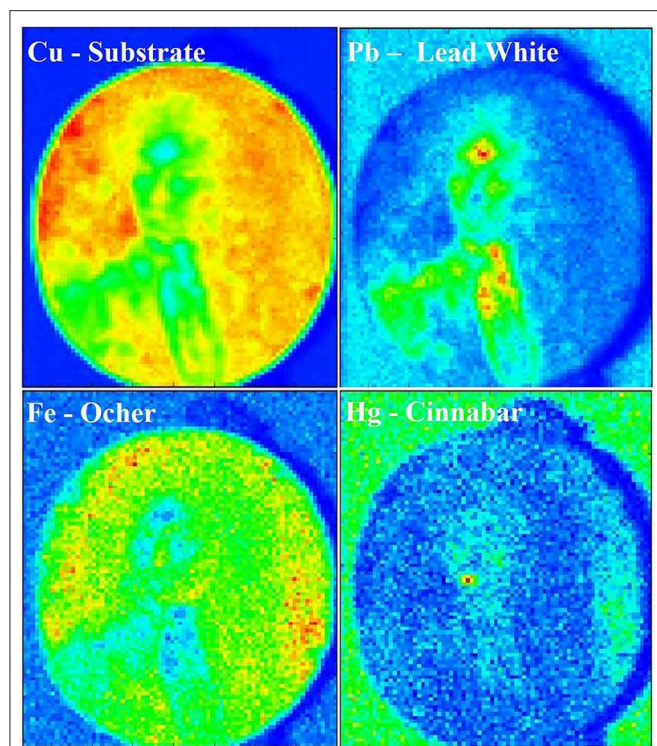 Cu - Substrate
Pb – Lead White
Fe - Ocher
Hg - Cinnabar